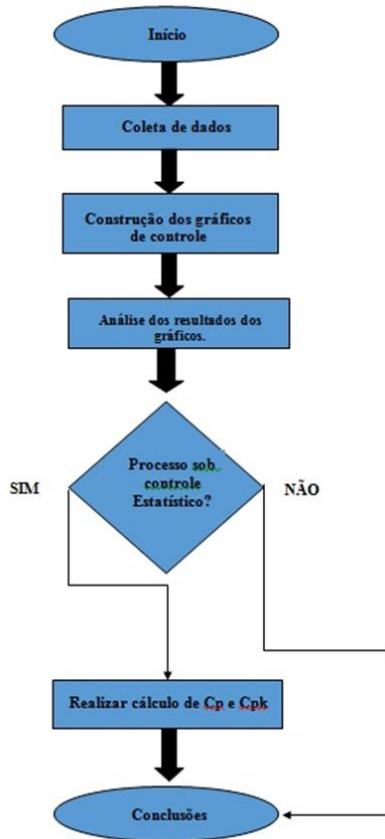 Início
Coleta de dados
Construção dos gráficos
de controle
Análise dos resultados dos
gráficos.
Processo sob
controle
Estatístico?
SIM
NÃO
Realizar cálculo de Cp e Cpk
Conclusões